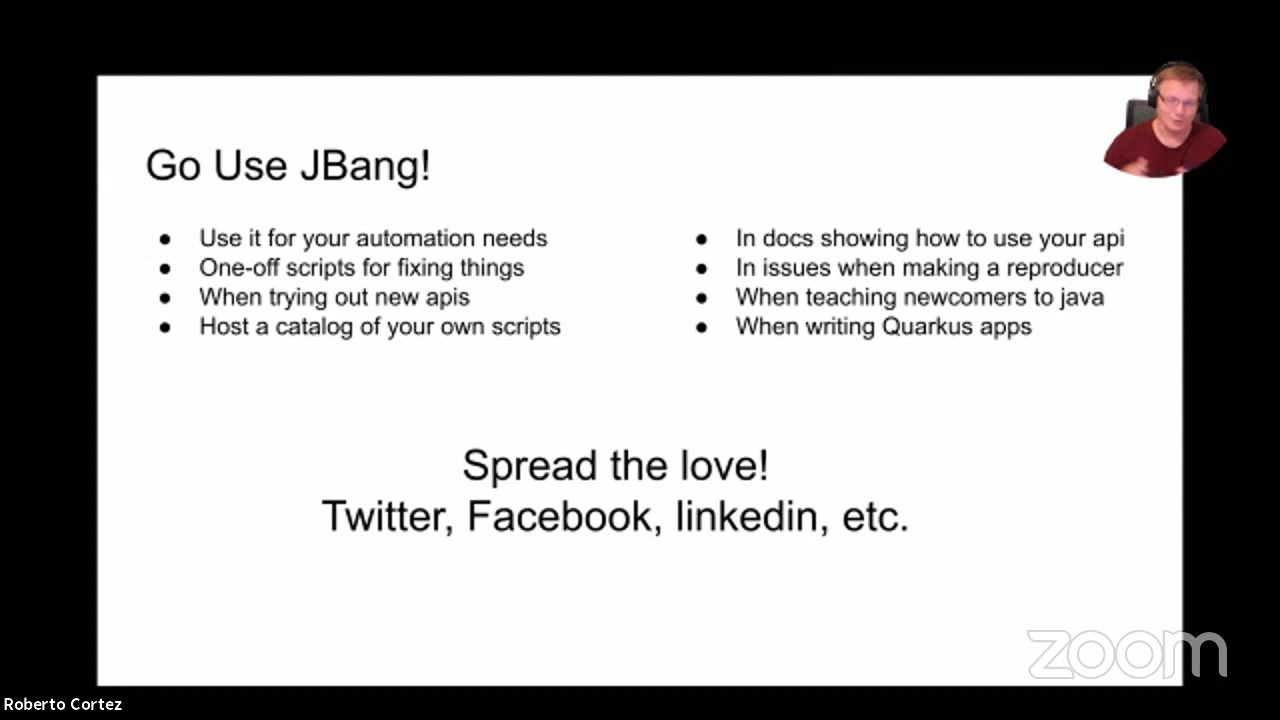 Go Use JBang!
● Use it for your automation needs
● One-off scripts for fixing things
● When trying out new apis
● Host a catalog of your own scripts
● In docs showing how to use your api
● In issues when making a reproducer
● When teaching newcomers to java
● When writing Quarkus apps
Spread the love!
Twitter, Facebook, linkedin, etc.
zoom
Roberto Cortez